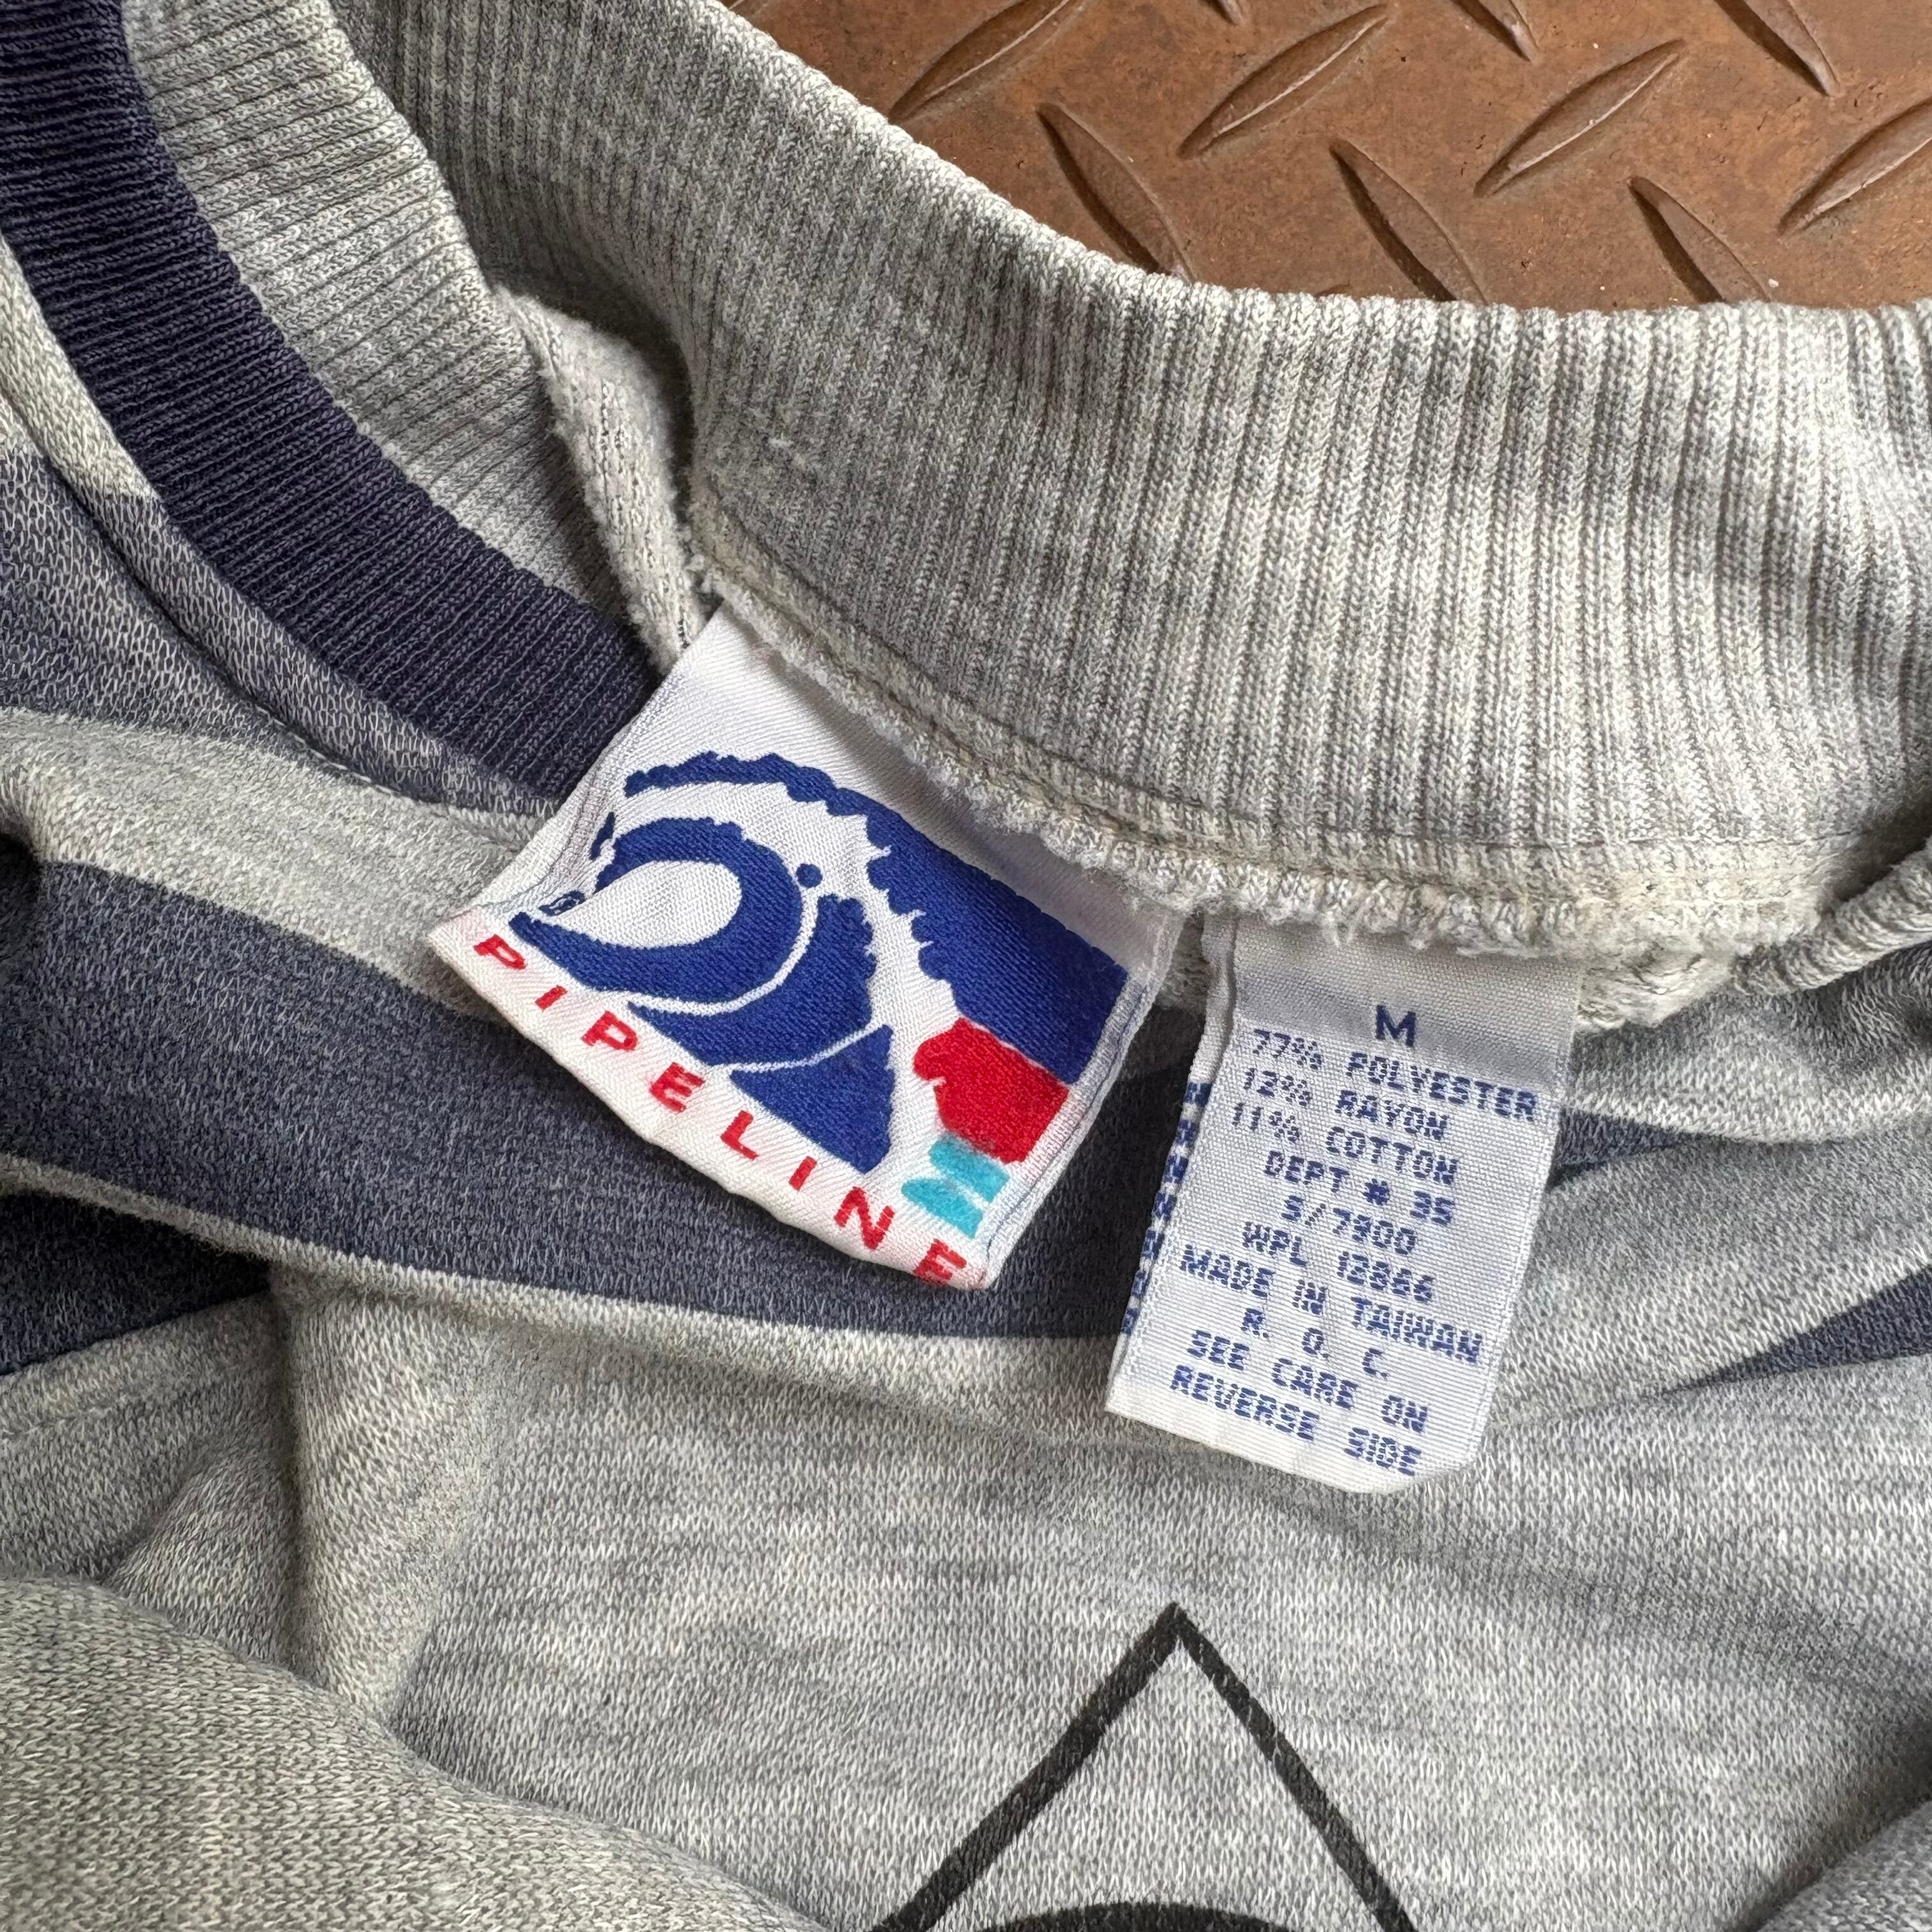 PIPELINE
M
77% POLYESTER
12% RAYON
11% COTTON
DEPT # 35
S/7900
WPL 12866
MADE IN TAIWAN
R. O. C.
SEE CARE ON
REVERSE SIDE